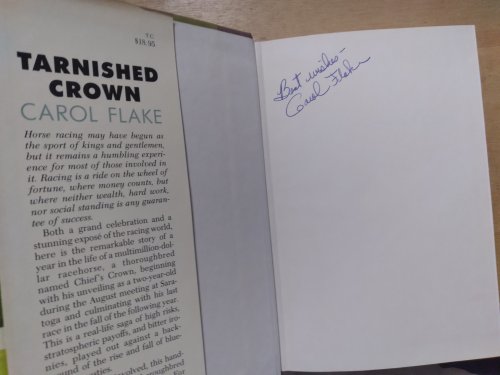 T.C.
$18.95
TARNISHED
CROWN
CAROL FLAKE
Horse racing may have begun as
the sport of kings and gentlemen,
but it remains a humbling experi-
ence for most of those involved in
it. Racing is a ride on the wheel of
fortune, where money counts, but
where neither wealth, hard work,
nor social standing is any guaran-
tee of success.
Both a grand celebration and a
stunning exposé of the racing world,
here is the remarkable story of a
year in the life of a multimillion-dol-
lar racehorse, a thoroughbred
named Chief's Crown, beginning
with his unveiling as a two-year-old
during the August meeting at Sara-
toga and culminating with his last
race in the fall of the following year.
This is a real-life saga of high risks,
stratospheric payoffs, and bitter iro-
nies, played out against a back-
ound of the rise and fall of blue-
volved, this hand-
oughbred
For
Best wishes-
Carol Flake